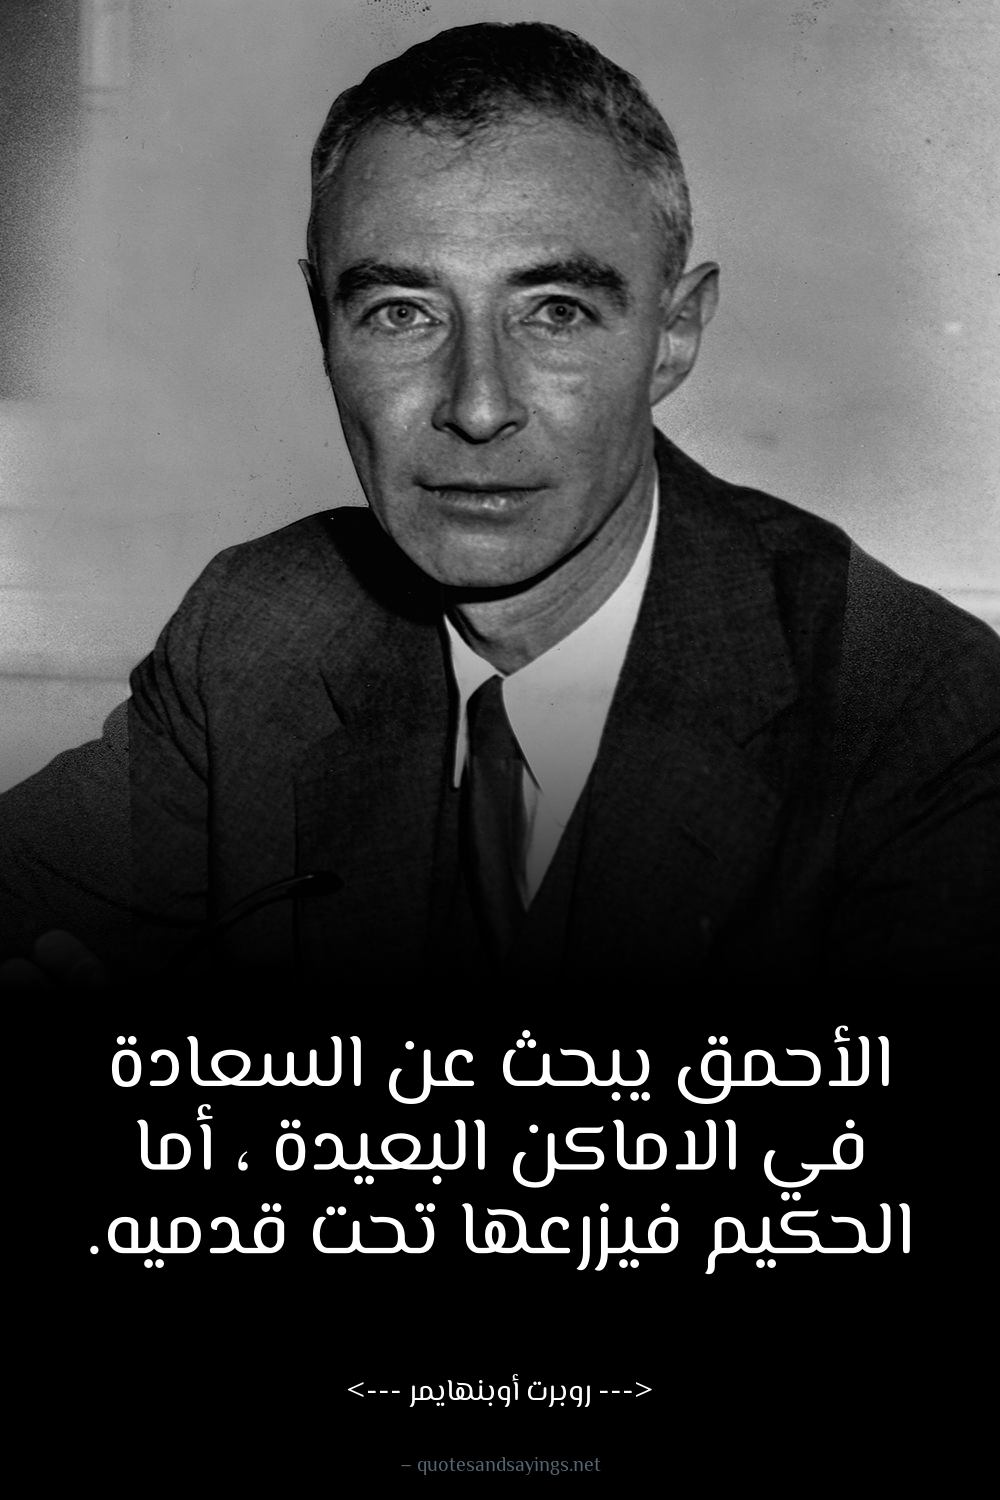 الأحمق يبحث عن السعادة
في الاماكن البعيدة ، أما
الحكيم فيزرعها تحت قدميه.
<--- روبرت أوبنهايمر --->
– quotesandsayings.net